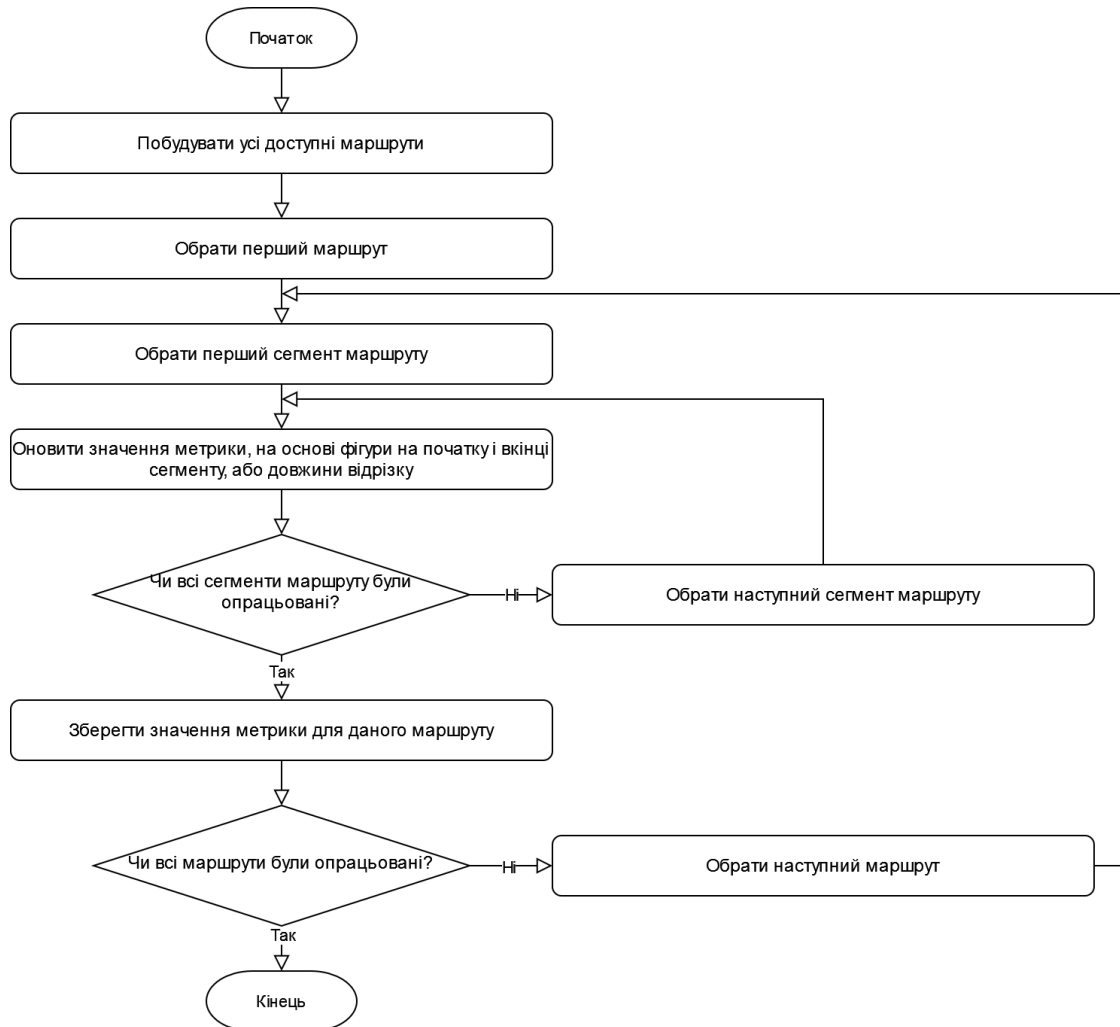 Початок
Побудувати усі доступні маршрути
Обрати перший маршрут
Обрати перший сегмент маршруту
Оновити значення метрики, на основі фігури на початку і вкінці
сегменту, або довжини відрізку
Чи всі сегменти маршруту були
опрацьовані?
Ні
Обрати наступний сегмент маршруту
Так
Зберегти значення метрики для даного маршруту
Чи всі маршрути були опрацьовані?
Ні
Обрати наступний маршрут
Так
Кінець